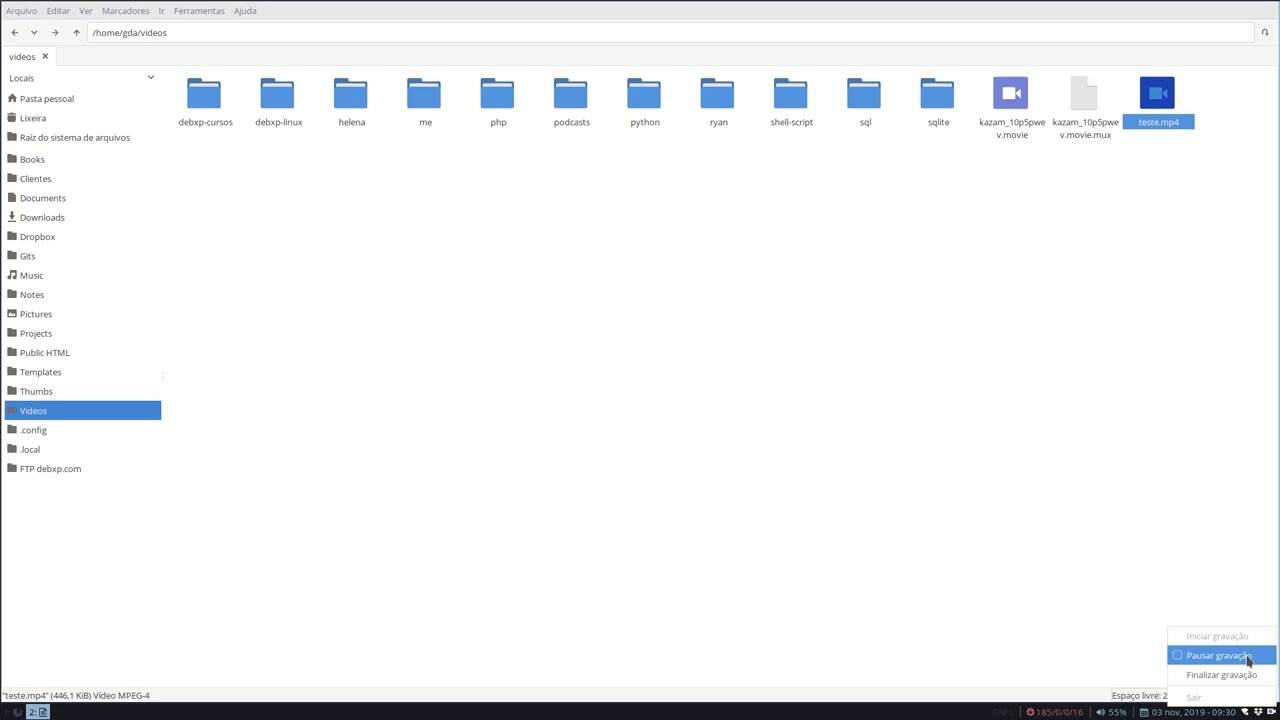 Arquivo Editar Ver Marcadores Ir Ferramentas Ajuda
/home/gda/videos
videos
Locais
Pasta pessoal
Lixeira
Raíz do sistema de arquivos
Books
Clientes
Documents
Downloads
Dropbox
Gits
Music
Notes
Pictures
Projects
Public HTML
Templates
Thumbs
Videos
.config
.local
FTP debxp.com
debxp-cursos debxp-linux helena me php podcasts python ryan shell-script sql sqlite kazam_10p5pwe kazam_10p5pwe teste.mp4
v.movie v.movie.mux
Iniciar gravação
Pausar gravação
Finalizar gravação
Sair
"teste.mp4" (446,1 KiB) Vídeo MPEG-4 Espaço livre: 2
1: 2: CAPS 185/0/0/16 55% 03 nov, 2019 - 09:30